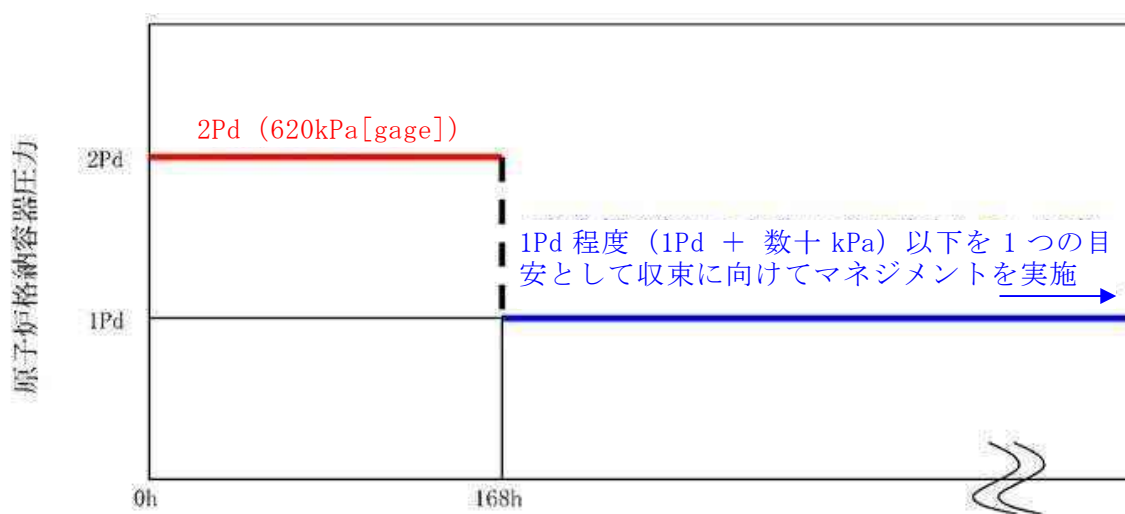 2Pd (620kPa[gage])
2Pd
原子炉格納容器圧力
1Pd 程度（1Pd ＋ 数十 kPa）以下を 1 つの目
安として収束に向けてマネジメントを実施
1Pd
0h
168h